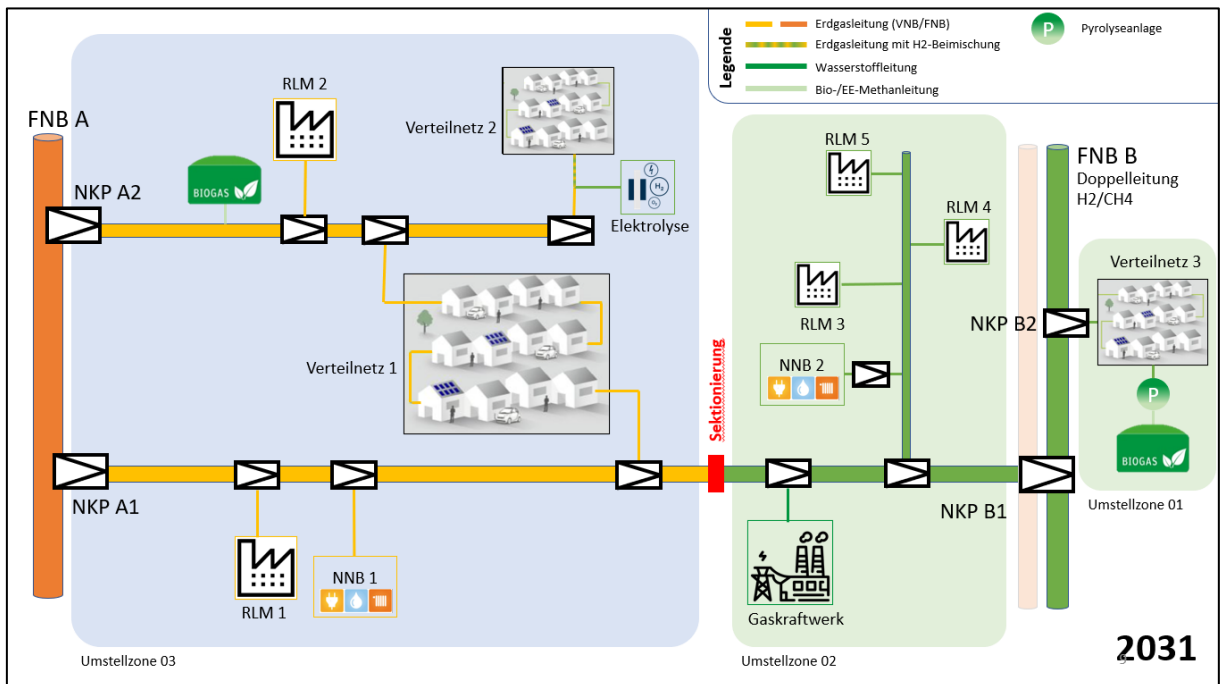 Legende
Erdgasleitung (VNB/FNB)
Erdgasleitung mit H2-Beimischung
Wasserstoffleitung
Bio-/EE-Methanleitung
P
Pyrolyseanlage
FNB A
NKP A2
BIOGAS
RLM 2
Verteilnetz 2
H₂
O₂
Elektrolyse
Verteilnetz 1
NKP A1
RLM 1
NNB 1
Umstellzone 03
Sektionierung
RLM 5
RLM 4
RLM 3
NNB 2
Gaskraftwerk
NKP B1
Umstellzone 02
FNB B
Doppelleitung
H2/CH4
NKP B2
Verteilnetz 3
P
BIOGAS
Umstellzone 01
2031
9